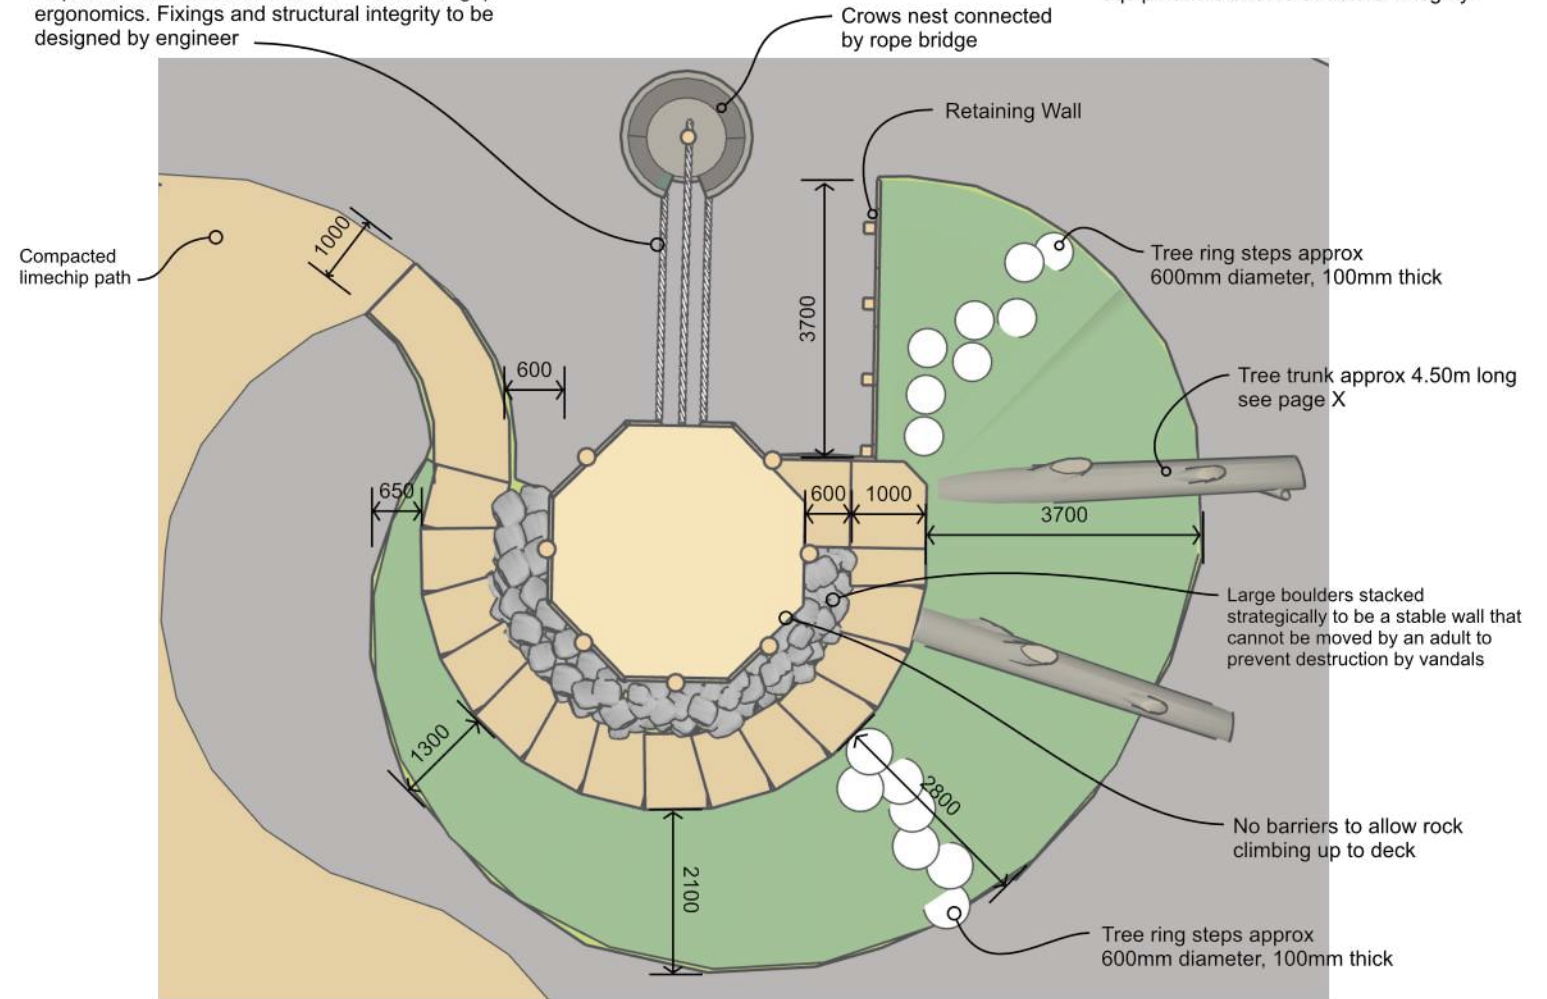 ergonomics. Fixings and structural integrity to be
designed by engineer
Crows nest connected
by rope bridge
Retaining Wall
Compacted
limechip path
1000
600
3700
Tree ring steps approx
600mm diameter, 100mm thick
Tree trunk approx 4.50m long
see page X
650
600
1000
3700
Large boulders stacked
strategically to be a stable wall that
cannot be moved by an adult to
prevent destruction by vandals
1300
2800
2100
No barriers to allow rock
climbing up to deck
Tree ring steps approx
600mm diameter, 100mm thick